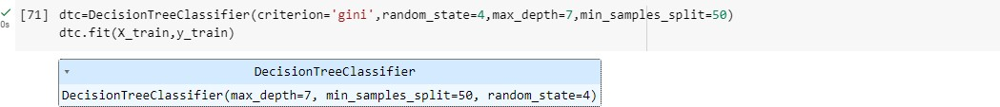 [71] dtc=DecisionTreeClassifier(criterion='gini',random_state=4,max_depth=7,min_samples_split=50)
0s
dtc.fit(X_train,y_train)
DecisionTreeClassifier
DecisionTreeClassifier(max_depth=7, min_samples_split=50, random_state=4)